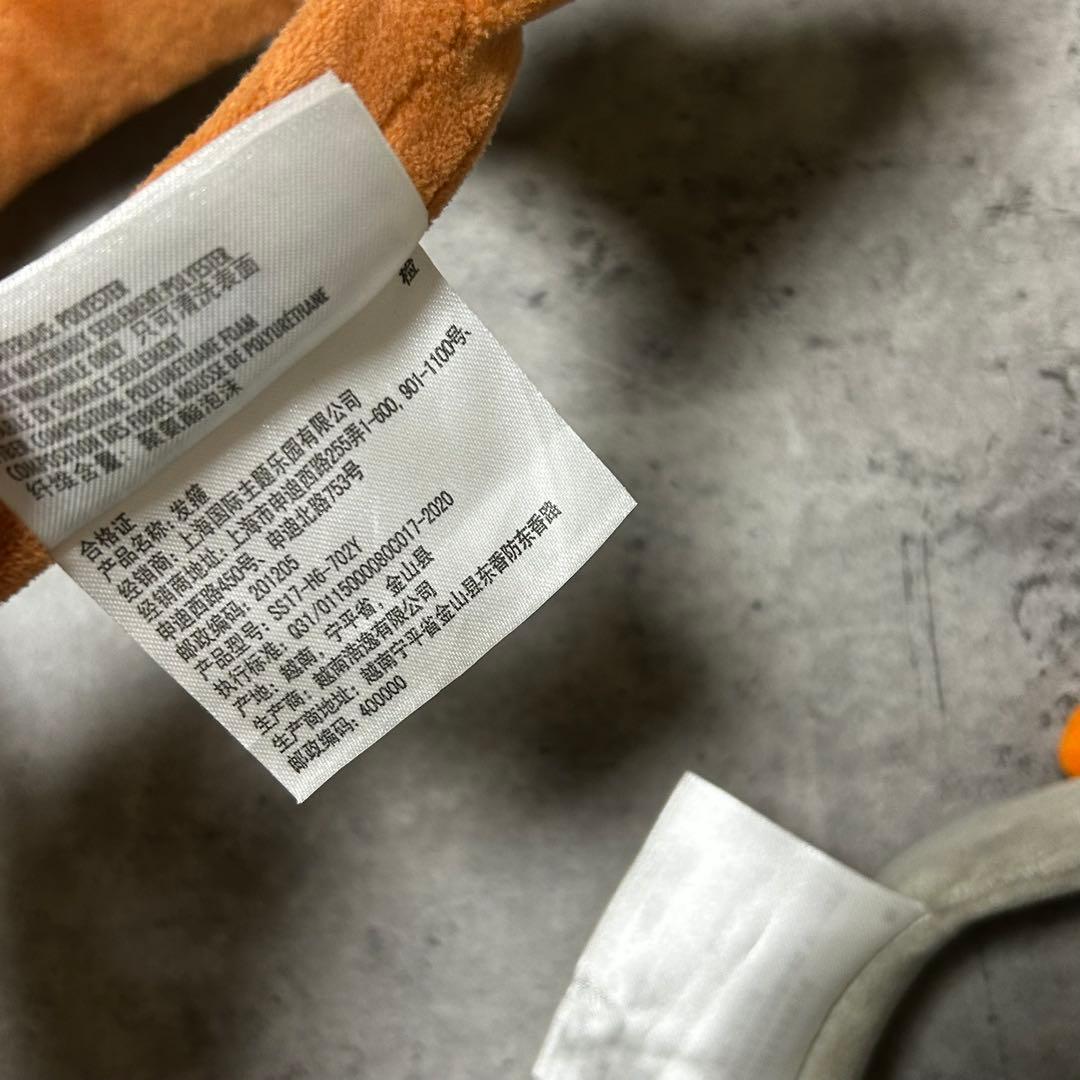 POLYESTER
SEULEMENT:POLYESTER
WASHABLE ONLY 只可清洗表面
EN SURFACE SEULEMENT
COMPOSITION: POLYURETHANE FOAM
COMPOSITION DES FIBRES: MOUSSE DE POLYURÉTHANE
纤维含量: 聚氨酯泡沫
橙
合格证
产品名称: 发箍
经销商: 上海国际主题乐园有限公司
经销商地址: 上海市申迪西路255弄1-600, 901-1100号、
申迪西路456号、申迪北路753号
邮政编码: 201205
产品型号: SS17-H6-702Y
执行标准: Q31/0115000800017-2020
产地: 越南, 宁平省, 金山县
生产商: 越南浩逸有限公司
生产商地址: 越南宁平省金山县东香防东香路
邮政编码: 400000